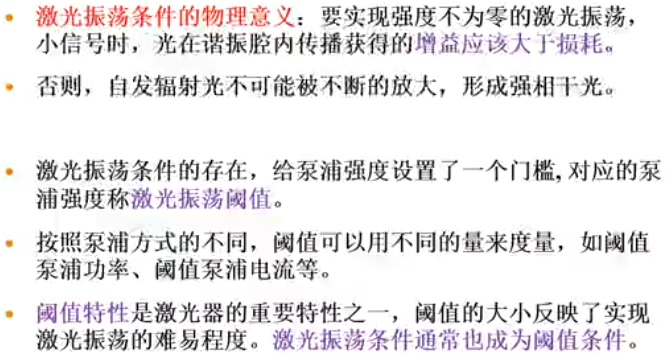 • 激光振荡条件的物理意义：要实现强度不为零的激光振荡，
小信号时，光在谐振腔内传播获得的增益应该大于损耗。
• 否则，自发辐射光不可能被不断的放大，形成强相干光。
• 激光振荡条件的存在，给泵浦强度设置了一个门槛, 对应的泵
浦强度称激光振荡阈值。
• 按照泵浦方式的不同，阈值可以用不同的量来度量，如阈值
泵浦功率、阈值泵浦电流等。
• 阈值特性是激光器的重要特性之一，阈值的大小反映了实现
激光振荡的难易程度。激光振荡条件通常也成为阈值条件。